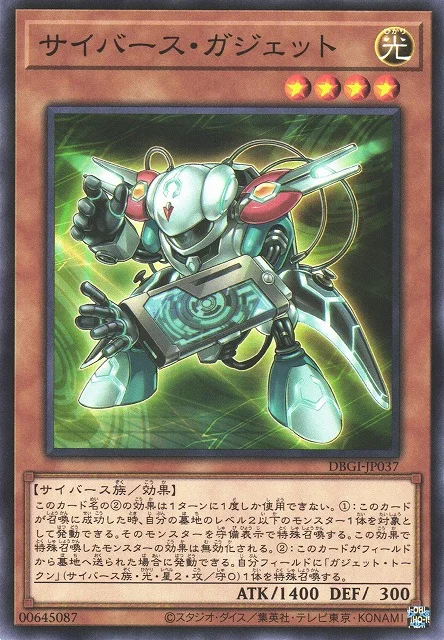 サイバース・ガジェット
光
DBGI-JP037
【サイバース族/効果】
このカード名の②の効果は1ターンに1度しか使用できない。①:このカード
が召喚に成功した時、自分の墓地のレベル2以下のモンスター1体を対象と
して発動できる。そのモンスターを守備表示で特殊召喚する。この効果で
特殊召喚したモンスターの効果は無効化される。②:このカードがフィールド
から墓地へ送られた場合に発動できる。自分フィールドに「ガジェット・トー
クン」(サイバース族・光・星2・攻/守0)1体を特殊召喚する。
ATK/1400 DEF/ 300
00645087
©スタジオ・ダイス/集英社・テレビ東京・KONAMI